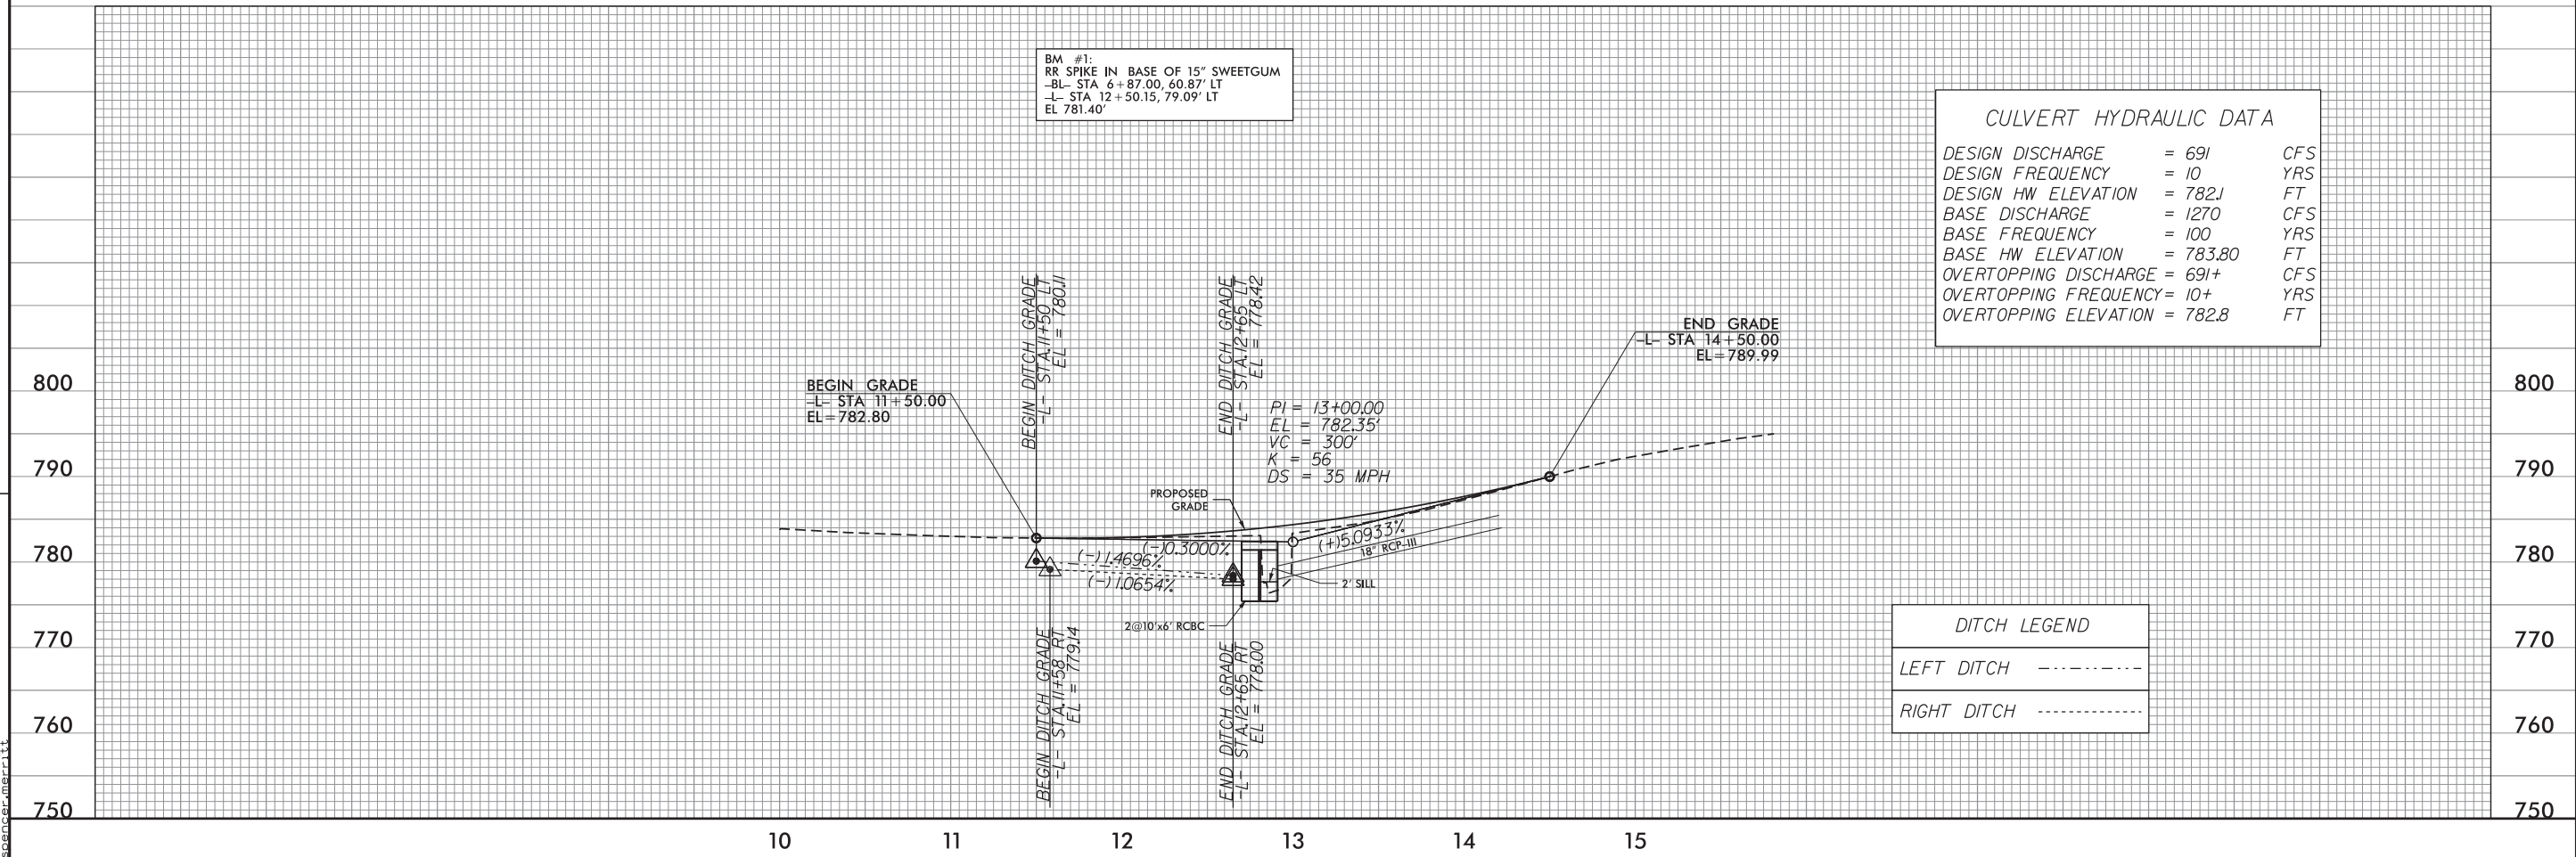 BM #1:
RR SPIKE IN BASE OF 15" SWEETGUM
-BL- STA 6+87.00, 60.87' LT
-L- STA 12+50.15, 79.09' LT
EL 781.40'
CULVERT HYDRAULIC DATA
DESIGN DISCHARGE = 691 CFS
DESIGN FREQUENCY = 10 YRS
DESIGN HW ELEVATION = 782.1 FT
BASE DISCHARGE = 1270 CFS
BASE FREQUENCY = 100 YRS
BASE HW ELEVATION = 783.80 FT
OVERTOPPING DISCHARGE = 691+ CFS
OVERTOPPING FREQUENCY = 10+ YRS
OVERTOPPING ELEVATION = 782.8 FT
BEGIN DITCH GRADE
-L- STA.11+50 LT
EL = 780.11
END DITCH GRADE
-L- STA.12+65 LT
EL = 778.42
END GRADE
-L- STA 14+50.00
EL=789.99
BEGIN GRADE
-L- STA 11+50.00
EL=782.80
PI = 13+00.00
EL = 782.35'
VC = 300'
K = 56
DS = 35 MPH
PROPOSED
GRADE
(-)0.3000%
(+)5.0933%
(-)1.4696%
(-)1.0654%
18" RCP-III
2' SILL
2@10'x6' RCBC
BEGIN DITCH GRADE
-L- STA.11+58 RT
EL = 779.14
END DITCH GRADE
-L- STA.12+65 RT
EL = 778.00
DITCH LEGEND
LEFT DITCH
RIGHT DITCH
800
790
780
770
760
750
800
790
780
770
760
750
10 11 12 13 14 15
spencer.merritt